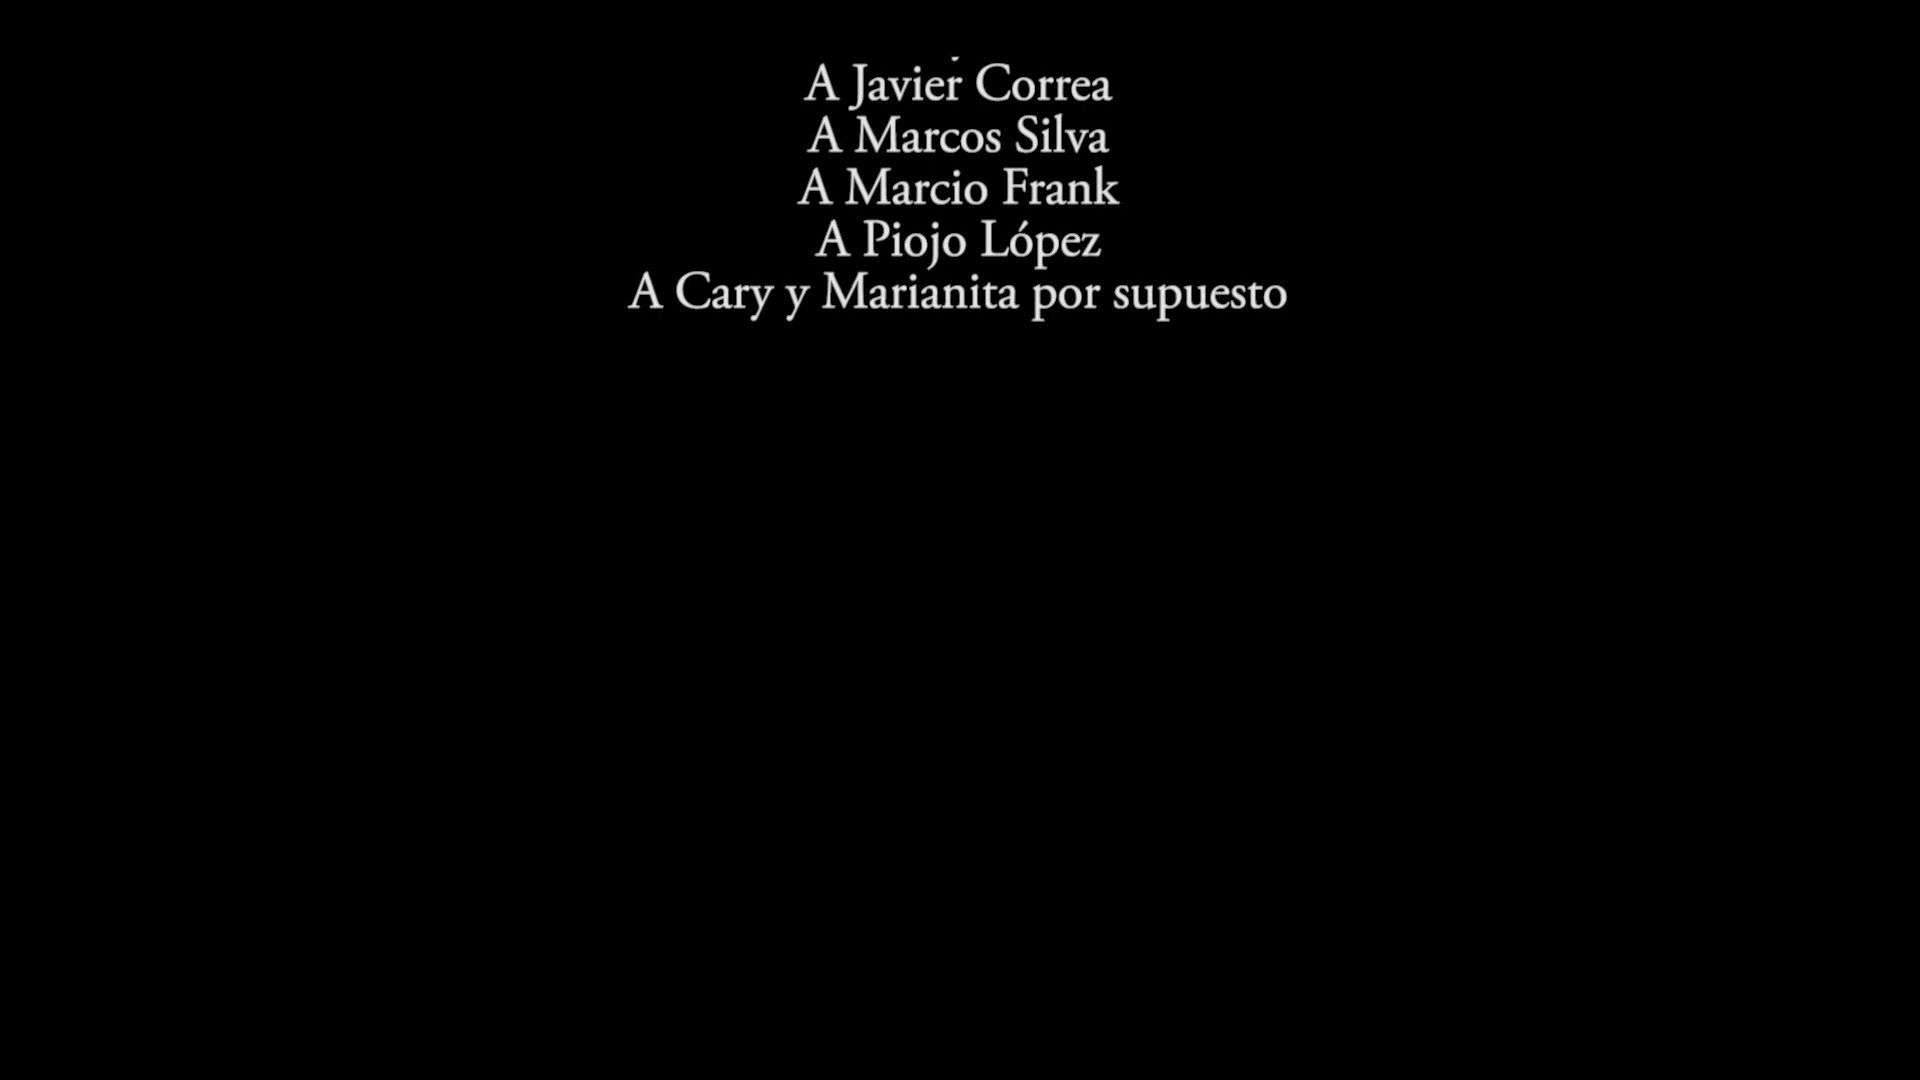 A Javier Correa
A Marcos Silva
A Marcio Frank
A Piojo López
A Cary y Marianita por supuesto